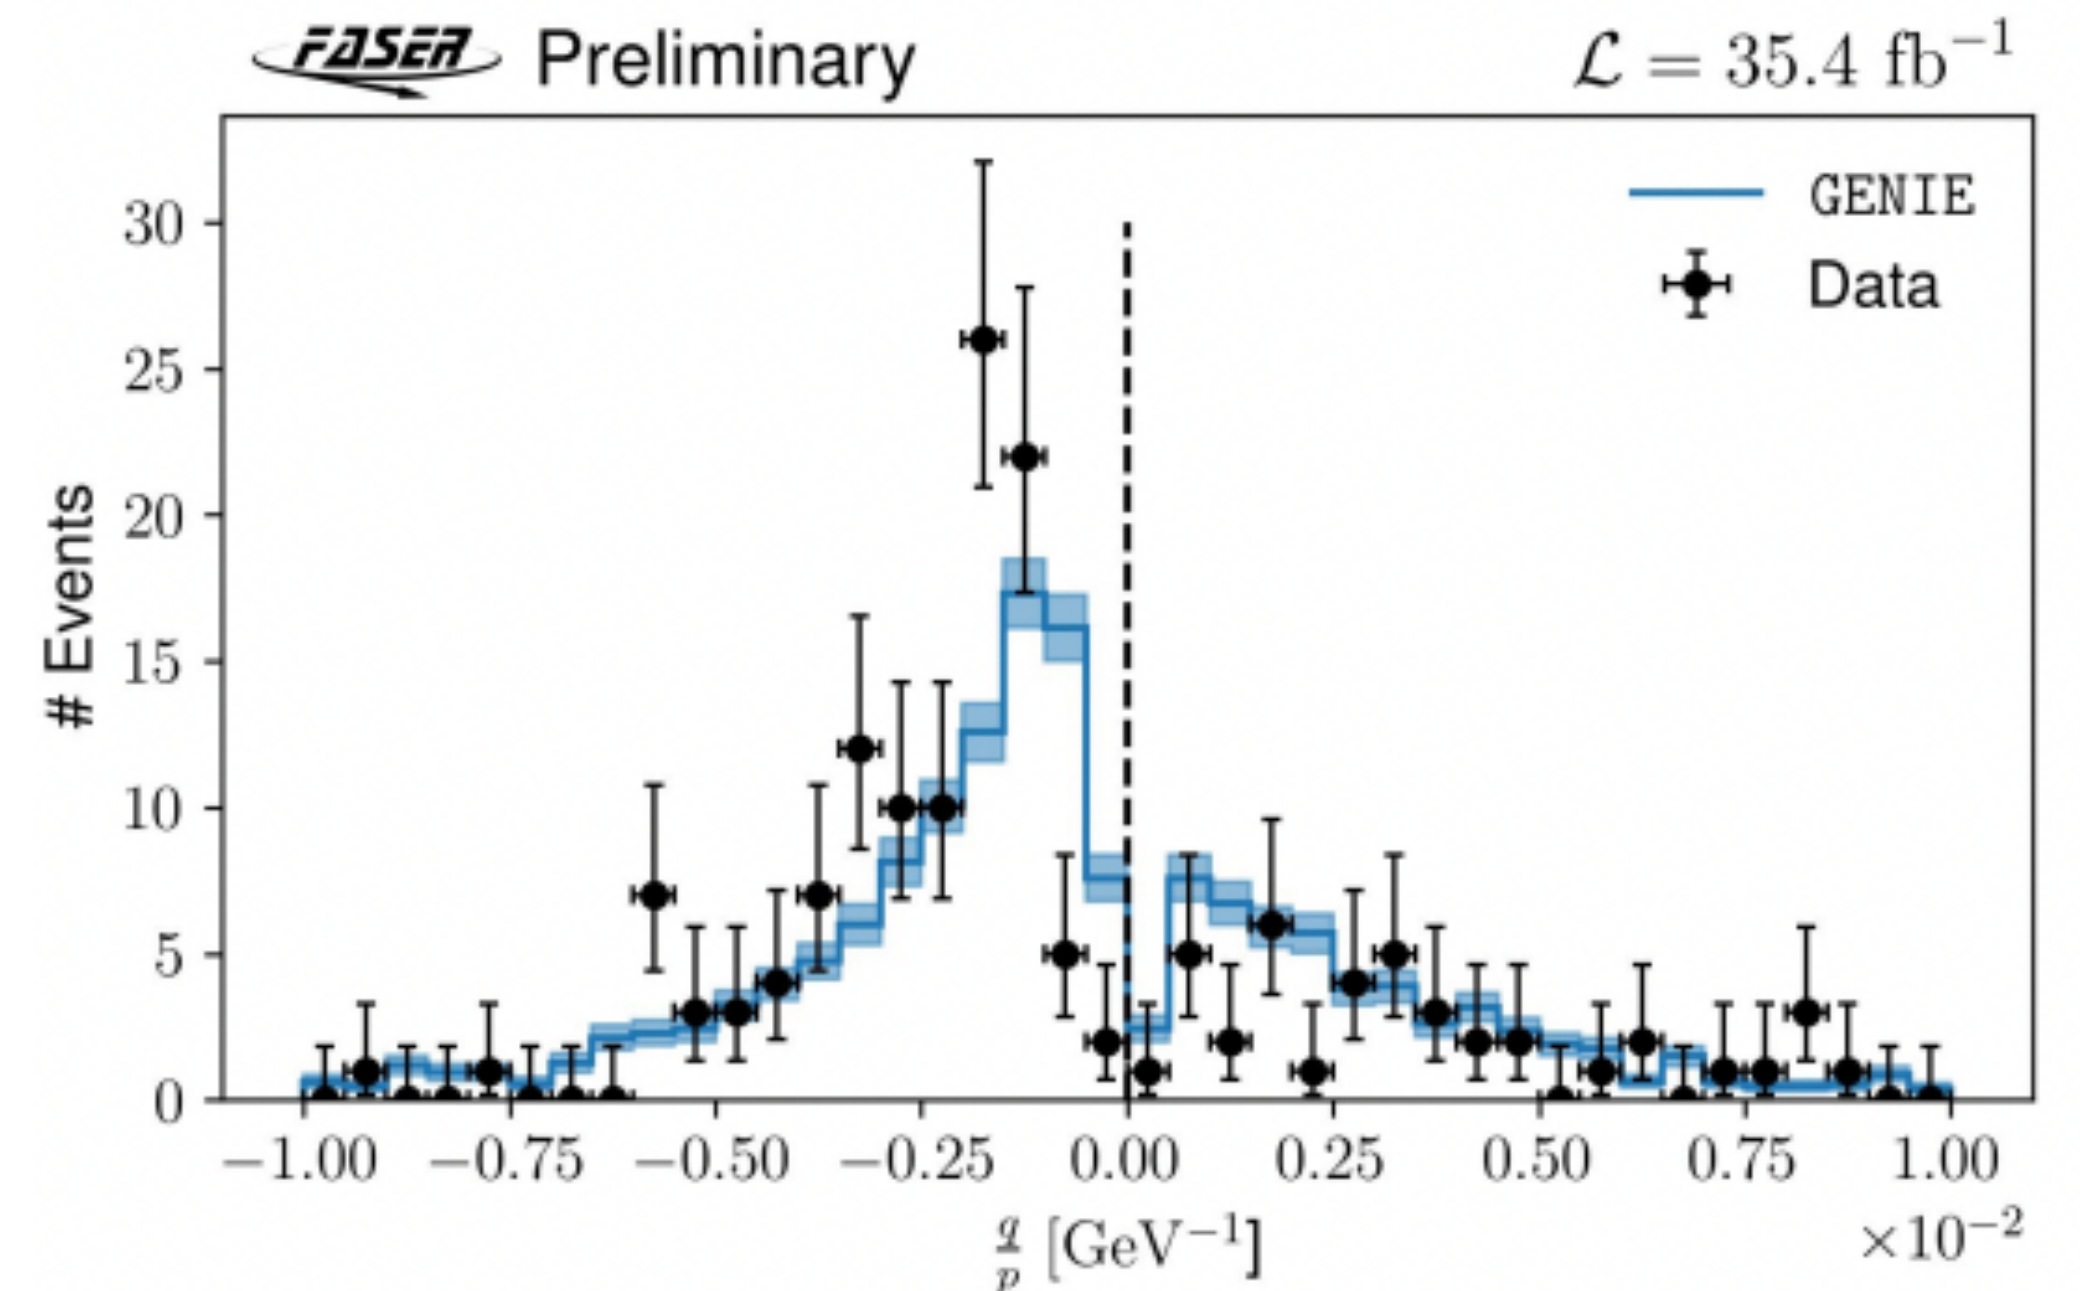 FASER Preliminary
ℒ = 35.4 fb⁻¹
GENIE
Data
# Events
30
25
20
15
10
5
0
−1.00 −0.75 −0.50 −0.25 0.00 0.25 0.50 0.75 1.00
×10⁻²
q/p [GeV⁻¹]